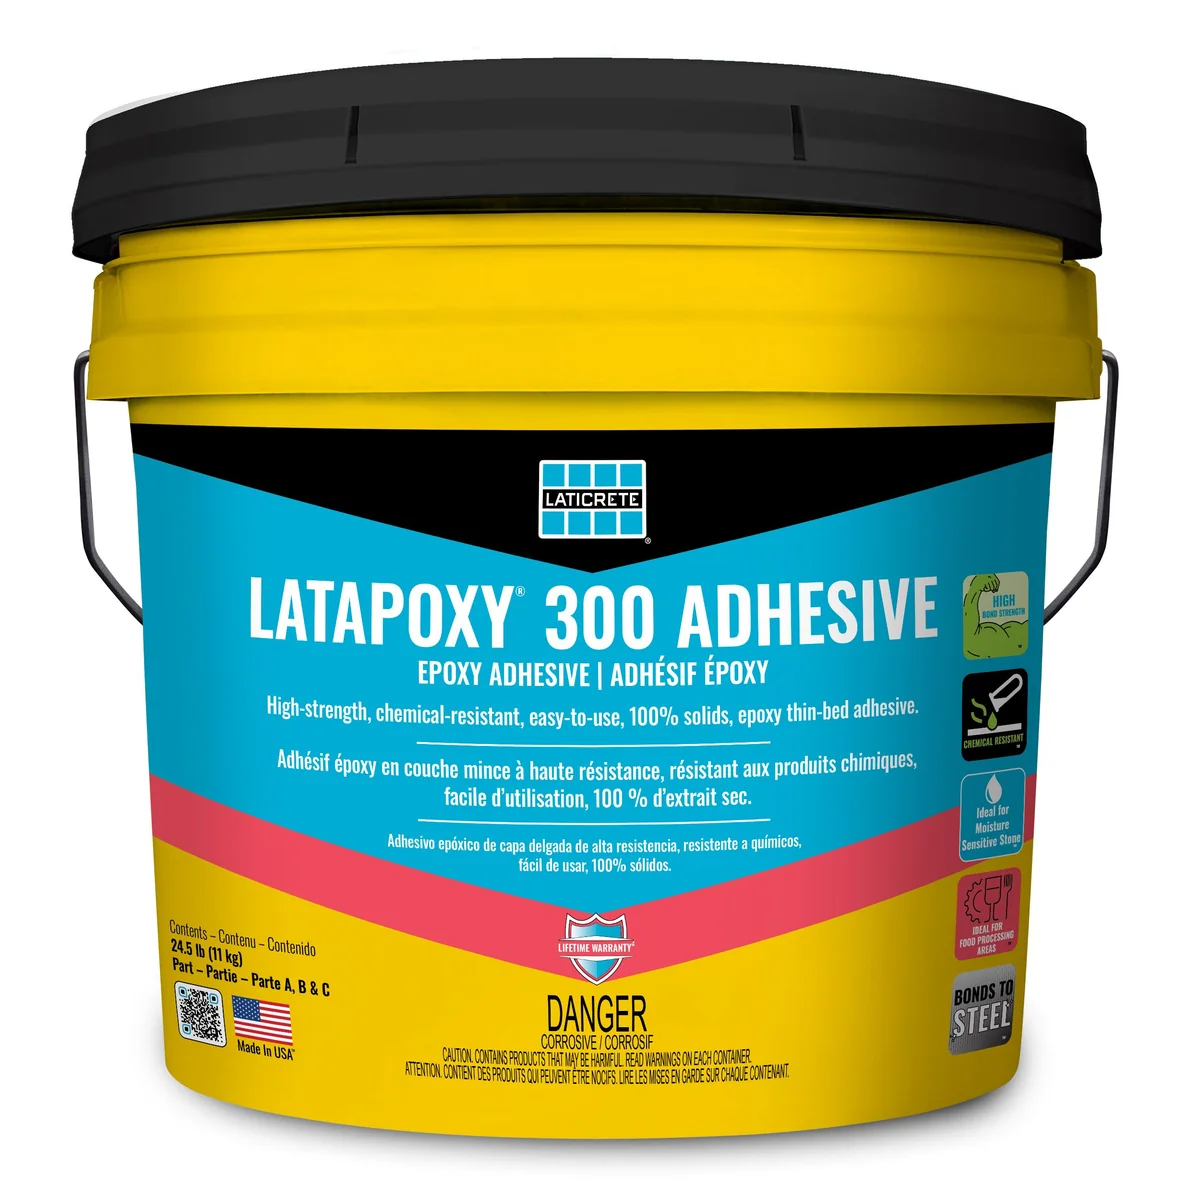 LATICRETE®
LATAPOXY® 300 ADHESIVE
EPOXY ADHESIVE | ADHÉSIF ÉPOXY
High-strength, chemical-resistant, easy-to-use, 100% solids, epoxy thin-bed adhesive.
Adhésif époxy en couche mince à haute résistance, résistant aux produits chimiques,
facile d'utilisation, 100 % d'extrait sec.
Adhesivo epóxico de capa delgada de alta resistencia, resistente a químicos,
fácil de usar, 100% sólidos.
HIGH
BOND STRENGTH
CHEMICAL RESISTANT™
Ideal for
Moisture
Sensitive Stone™
IDEAL FOR
FOOD PROCESSING
AREAS™
BONDS TO
STEEL™
LIFETIME WARRANTY
Contents – Contenu – Contenido
24.5 lb (11 kg)
Part – Partie – Parte A, B & C
Made In USA
DANGER
CORROSIVE / CORROSIF
CAUTION. CONTAINS PRODUCTS THAT MAY BE HARMFUL. READ WARNINGS ON EACH CONTAINER.
ATTENTION. CONTIENT DES PRODUITS QUI PEUVENT ÊTRE NOCIFS. LIRE LES MISES EN GARDE SUR CHAQUE CONTENANT.